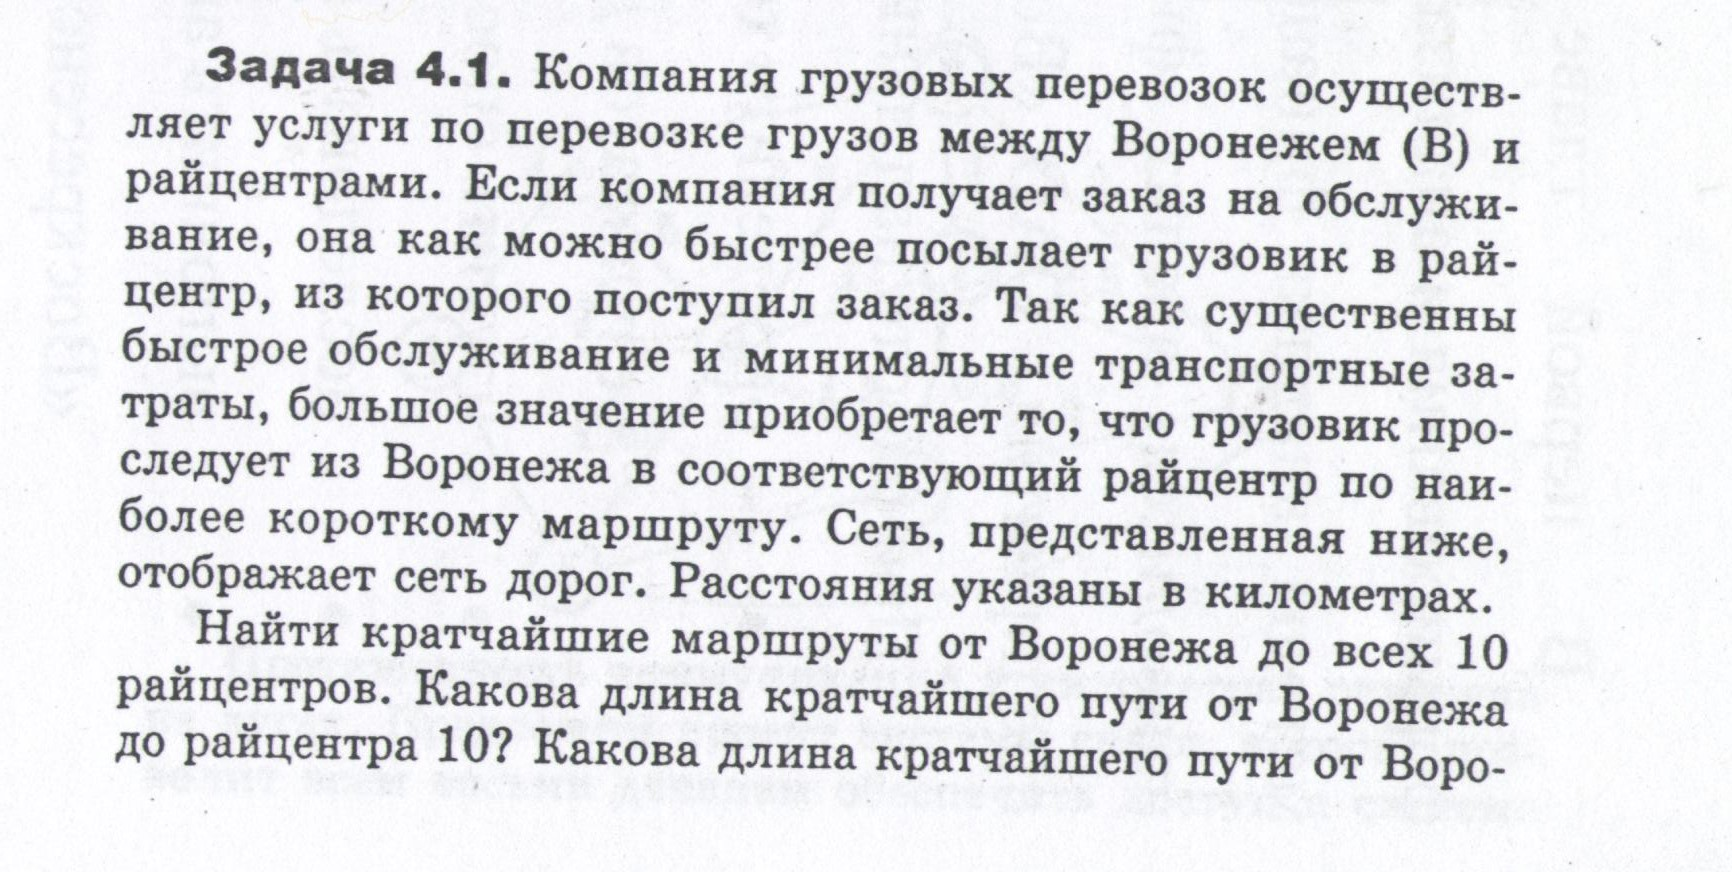 Задача 4.1. Компания грузовых перевозок осуществ-
ляет услуги по перевозке грузов между Воронежем (В) и
райцентрами. Если компания получает заказ на обслужи-
вание, она как можно быстрее посылает грузовик в рай-
центр, из которого поступил заказ. Так как существенны
быстрое обслуживание и минимальные транспортные за-
траты, большое значение приобретает то, что грузовик про-
следует из Воронежа в соответствующий райцентр по наи-
более короткому маршруту. Сеть, представленная ниже,
отображает сеть дорог. Расстояния указаны в километрах.
Найти кратчайшие маршруты от Воронежа до всех 10
райцентров. Какова длина кратчайшего пути от Воронежа
до райцентра 10? Какова длина кратчайшего пути от Воро-